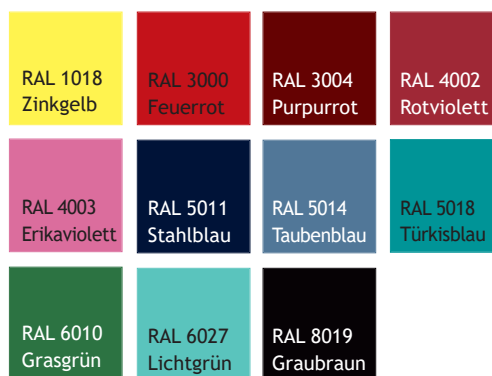 RAL 1018
Zinkgelb
RAL 3000
Feuerrot
RAL 3004
Purpurrot
RAL 4002
Rotviolett
RAL 4003
Erikaviolett
RAL 5011
Stahlblau
RAL 5014
Taubenblau
RAL 5018
Türkisblau
RAL 6010
Grasgrün
RAL 6027
Lichtgrün
RAL 8019
Graubraun